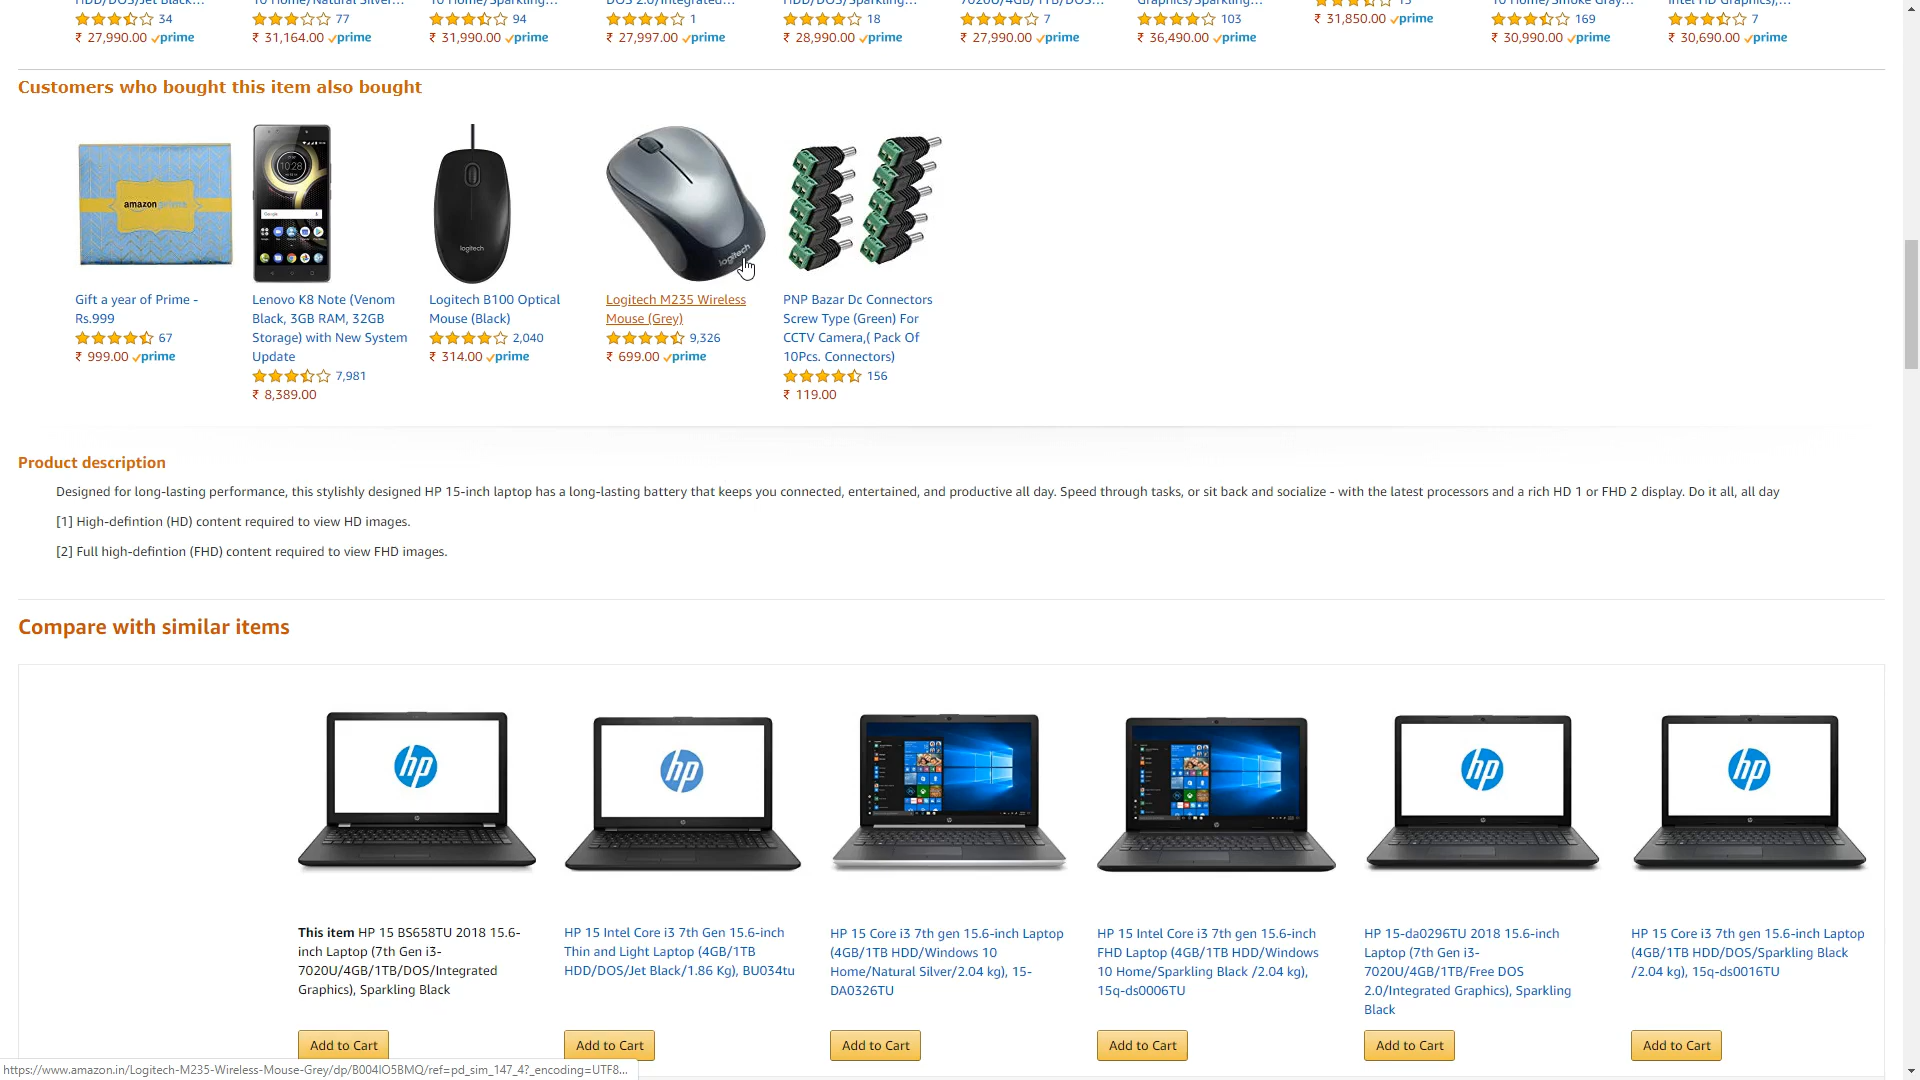 34 77 94 1 18 7 103 169 7
₹ 27,990.00 prime ₹ 31,164.00 prime ₹ 31,990.00 prime ₹ 27,997.00 prime ₹ 28,990.00 prime ₹ 27,990.00 prime ₹ 36,490.00 prime ₹ 31,850.00 prime ₹ 30,990.00 prime ₹ 30,690.00 prime
Customers who bought this item also bought
amazon prime
10:28
Google
logitech
logitech
Gift a year of Prime -
Rs.999
67
₹ 999.00 prime
Lenovo K8 Note (Venom
Black, 3GB RAM, 32GB
Storage) with New System
Update
7,981
₹ 8,389.00
Logitech B100 Optical
Mouse (Black)
2,040
₹ 314.00 prime
Logitech M235 Wireless
Mouse (Grey)
9,326
₹ 699.00 prime
PNP Bazar Dc Connectors
Screw Type (Green) For
CCTV Camera,( Pack Of
10Pcs. Connectors)
156
₹ 119.00
Product description
Designed for long-lasting performance, this stylishly designed HP 15-inch laptop has a long-lasting battery that keeps you connected, entertained, and productive all day. Speed through tasks, or sit back and socialize - with the latest processors and a rich HD 1 or FHD 2 display. Do it all, all day
[1] High-defintion (HD) content required to view HD images.
[2] Full high-defintion (FHD) content required to view FHD images.
Compare with similar items
hp
hp
hp
hp
This item HP 15 BS658TU 2018 15.6-
inch Laptop (7th Gen i3-
7020U/4GB/1TB/DOS/Integrated
Graphics), Sparkling Black
Add to Cart
HP 15 Intel Core i3 7th Gen 15.6-inch
Thin and Light Laptop (4GB/1TB
HDD/DOS/Jet Black/1.86 Kg), BU034tu
Add to Cart
HP 15 Core i3 7th gen 15.6-inch Laptop
(4GB/1TB HDD/Windows 10
Home/Natural Silver/2.04 kg), 15-
DA0326TU
Add to Cart
HP 15 Intel Core i3 7th gen 15.6-inch
FHD Laptop (4GB/1TB HDD/Windows
10 Home/Sparkling Black /2.04 kg),
15q-ds0006TU
Add to Cart
HP 15-da0296TU 2018 15.6-inch
Laptop (7th Gen i3-
7020U/4GB/1TB/Free DOS
2.0/Integrated Graphics), Sparkling
Black
Add to Cart
HP 15 Core i3 7th gen 15.6-inch Laptop
(4GB/1TB HDD/DOS/Sparkling Black
/2.04 kg), 15q-ds0016TU
Add to Cart
https://www.amazon.in/Logitech-M235-Wireless-Mouse-Grey/dp/B004IO5BMQ/ref=pd_sim_147_4?_encoding=UTF8...